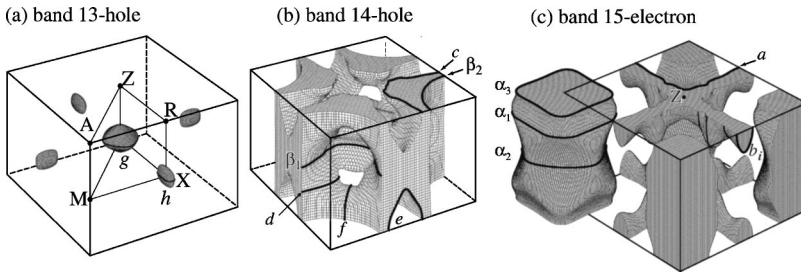 (a) band 13-hole
Z
R
A
g
M
X
h
(b) band 14-hole
c
β₂
β₁
d
f
e
(c) band 15-electron
a
α₃
Z
α₁
α₂
bᵢ